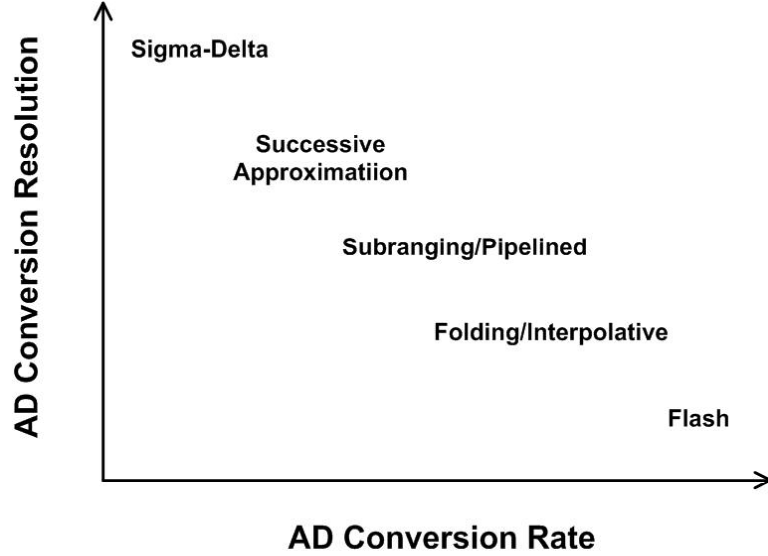 AD Conversion Resolution
Sigma-Delta
Successive
Approximatiion
Subranging/Pipelined
Folding/Interpolative
Flash
AD Conversion Rate